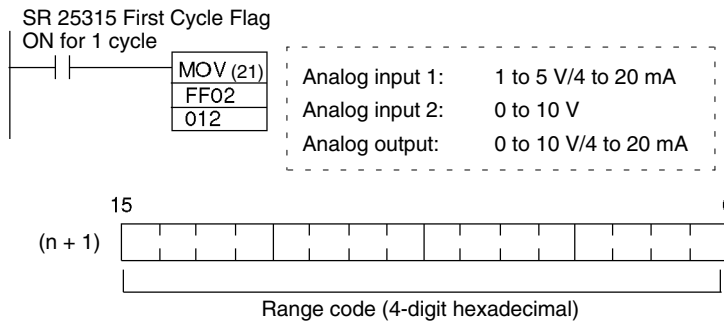 SR 25315 First Cycle Flag
ON for 1 cycle
MOV (21)
FF02
012
Analog input 1: 1 to 5 V/4 to 20 mA
Analog input 2: 0 to 10 V
Analog output: 0 to 10 V/4 to 20 mA
15
(n + 1)
Range code (4-digit hexadecimal)